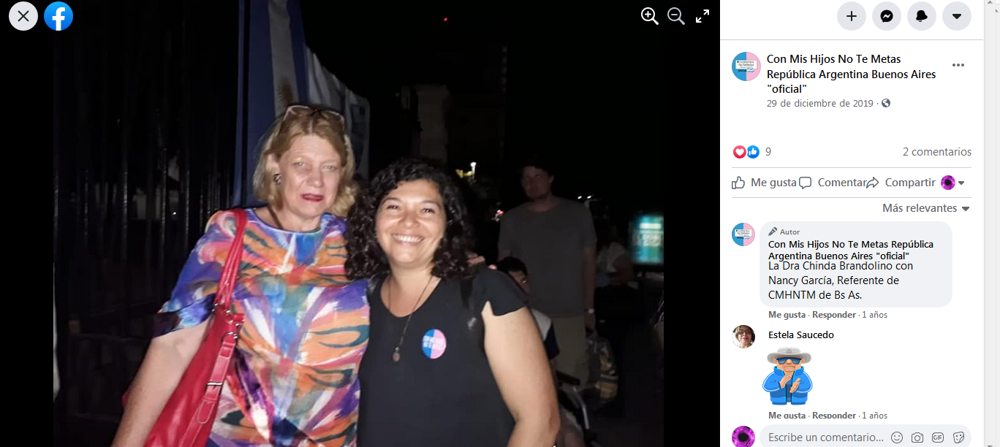 Con Mis Hijos No Te Metas
República Argentina Buenos Aires
"oficial"
29 de diciembre de 2019 ·
9
2 comentarios
Me gusta
Comentar
Compartir
Más relevantes
Autor
Con Mis Hijos No Te Metas República
Argentina Buenos Aires "oficial"
La Dra Chinda Brandolino con
Nancy García, Referente de
CMHNTM de Bs As.
Me gusta · Responder · 1 años
Estela Saucedo
Me gusta · Responder · 1 años
Escribe un comentario...
GIF